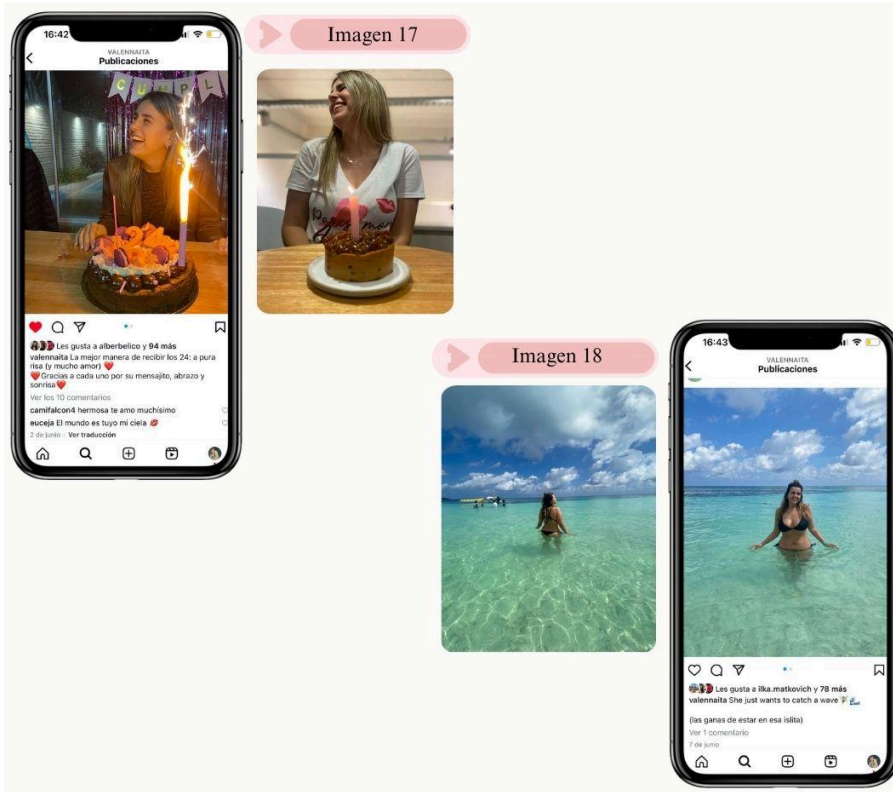 16:42
Imagen 17
VALENNAITA
Publicaciones
CUMPL
Les gusta a alberbelico y 94 más
valennaita La mejor manera de recibir los 24: a pura
risa (y mucho amor) ❤️
❤️Gracias a cada uno por su mensajito, abrazo y
sonrisa❤️
Ver los 10 comentarios
camifalcon4 hermosa te amo muchísimo
euceja El mundo es tuyo mi ciela 💋
2 de junio · Ver traducción
Imagen 18
16:43
VALENNAITA
Publicaciones
Les gusta a ilka.matkovich y 78 más
valennaita She just wants to catch a wave 🧚🌊
(las ganas de estar en esa islita)
Ver 1 comentario
7 de junio